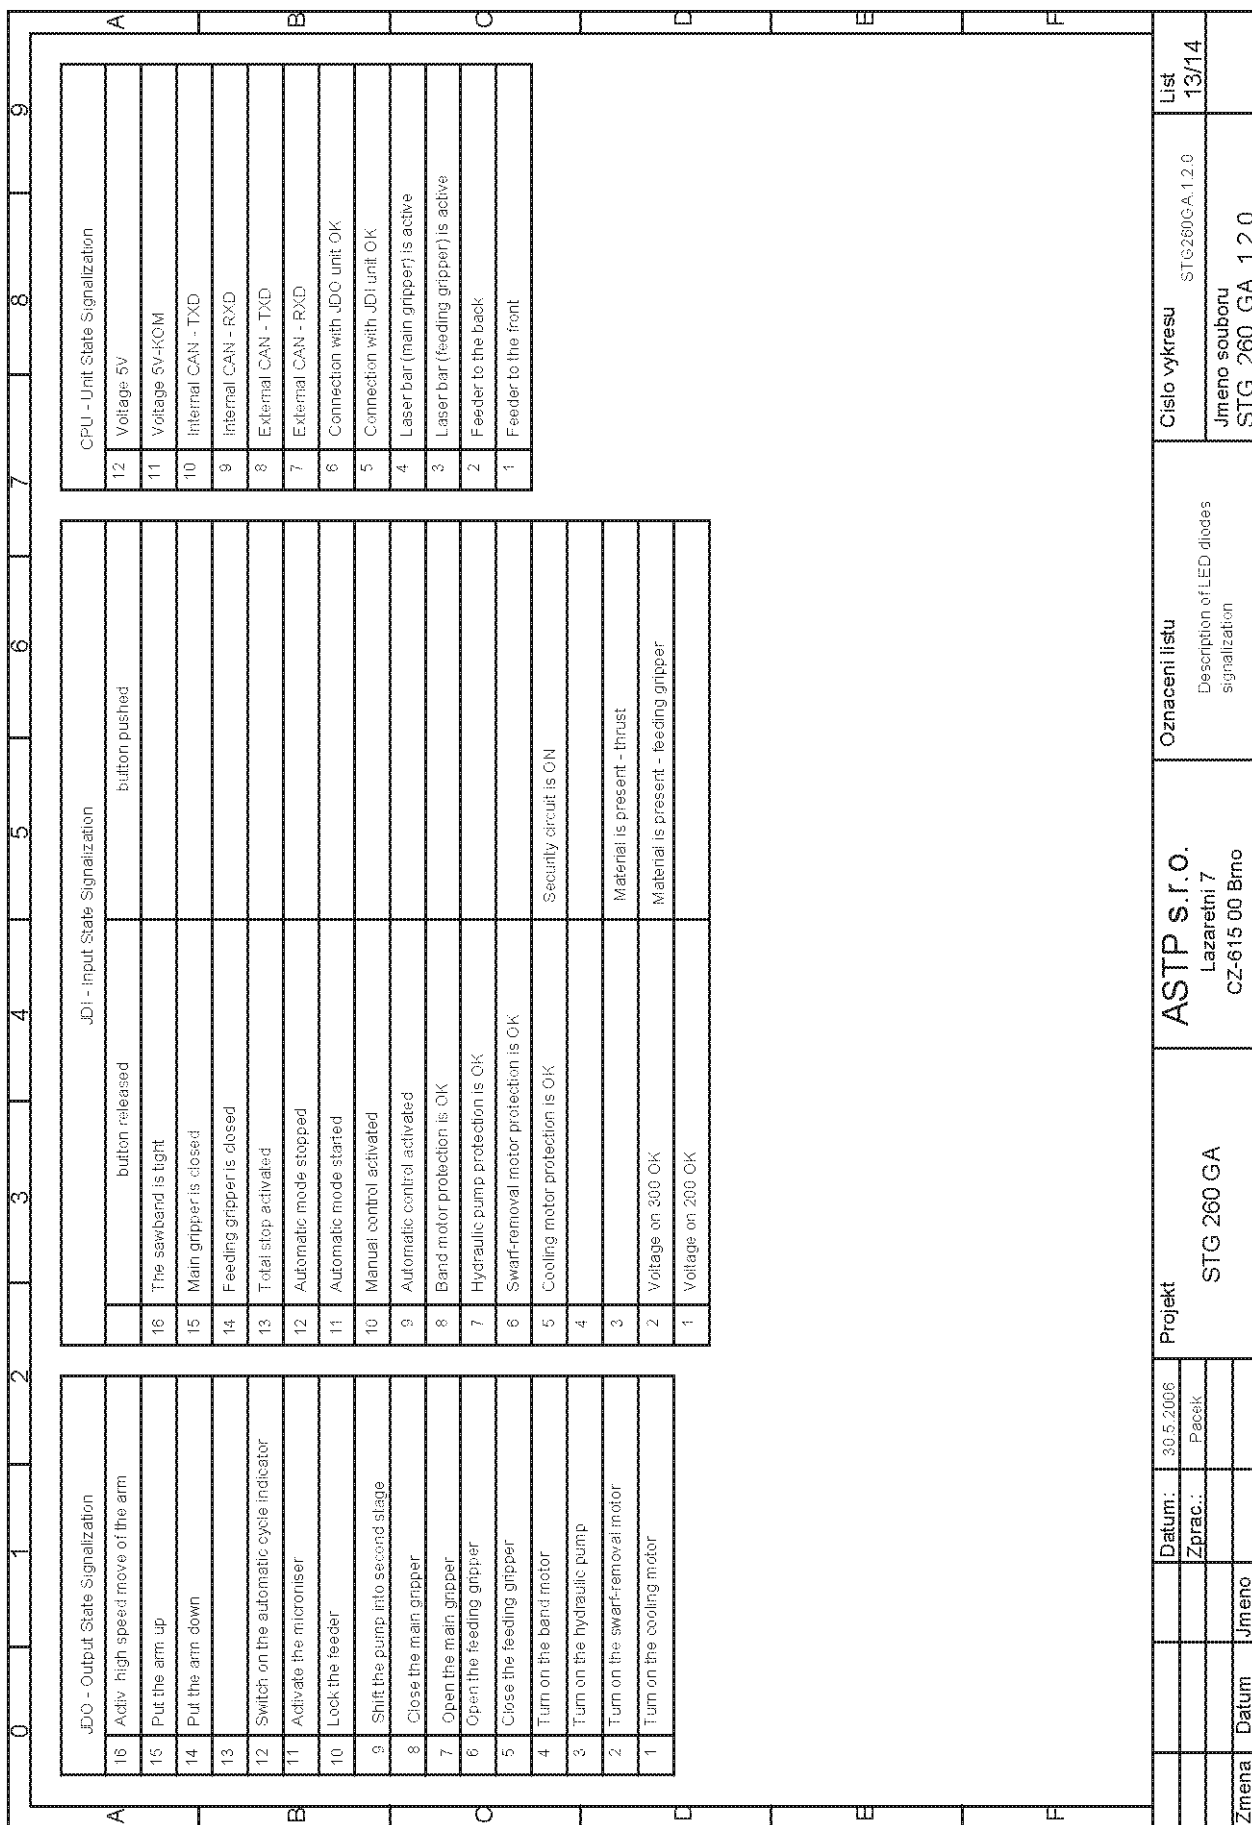 0 1 2 3 4 5 6 7 8 9
A
B
C
D
E
F
JDO - Output State Signalization
16 Activ high speed move of the arm
15 Put the arm up
14 Put the arm down
13
12 Switch on the automatic cycle indicator
11 Activate the microniser
10 Lock the feeder
9 Shift the pump into second stage
8 Close the main gripper
7 Open the main gripper
6 Open the feeding gripper
5 Close the feeding gripper
4 Turn on the band motor
3 Turn on the hydraulic pump
2 Turn on the swarf-removal motor
1 Turn on the cooling motor
JDI - Input State Signalization
button released button pushed
16 The sawband is tight
15 Main gripper is closed
14 Feeding gripper is closed
13 Total stop activated
12 Automatic mode stopped
11 Automatic mode started
10 Manual control activated
9 Automatic control activated
8 Band motor protection is OK
7 Hydraulic pump protection is OK
6 Swarf-removal motor protection is OK
5 Cooling motor protection is OK Security circuit is ON
4
3 Material is present - thrust
2 Voltage on 300 OK Material is present - feeding gripper
1 Voltage on 200 OK
CPU - Unit State Signalization
12 Voltage 5V
11 Voltage 5V-KOM
10 Internal CAN - TXD
9 Internal CAN - RXD
8 External CAN - TXD
7 External CAN - RXD
6 Connection with JDO unit OK
5 Connection with JDI unit OK
4 Laser bar (main gripper) is active
3 Laser bar (feeding gripper) is active
2 Feeder to the back
1 Feeder to the front
A
B
C
D
E
F
Zmena Datum Jmeno
Datum: 30.5.2006
Zprac.: Pacek
Projekt
STG 260 GA
ASTP s.r.o.
Lazaretni 7
CZ-615 00 Brno
Oznaceni listu
Description of LED diodes
signalization
Cislo vykresu
STG260GA.1.2.0
Jmeno souboru
STG_260_GA_1.2.0
List
13/14